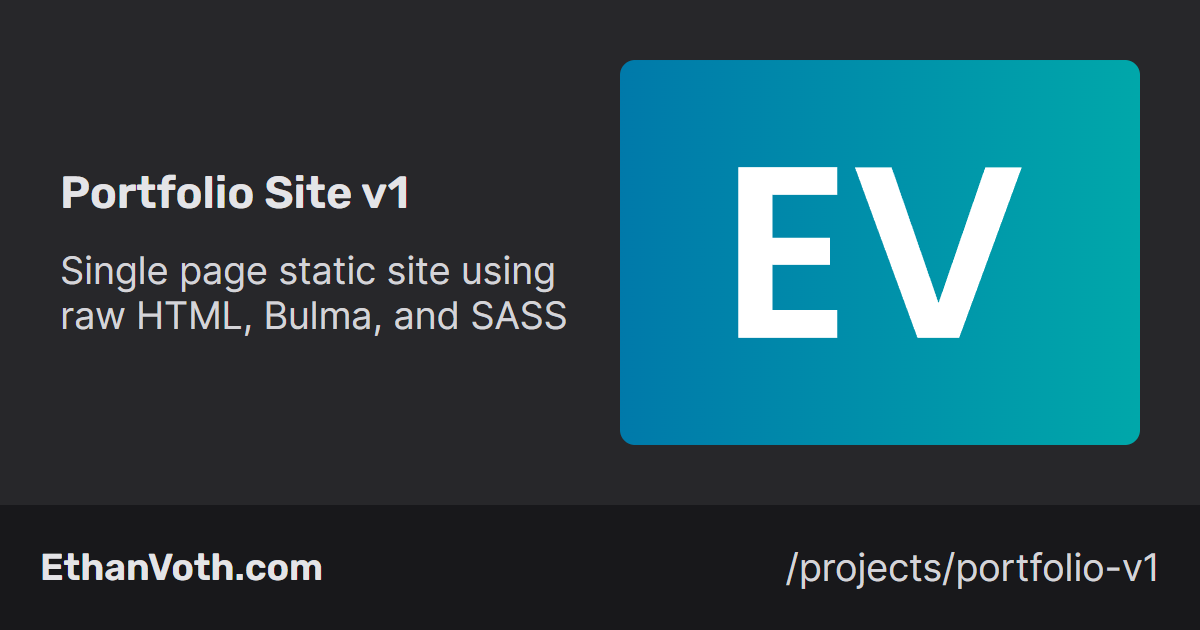 Portfolio Site v1
Single page static site using
raw HTML, Bulma, and SASS
EV
EthanVoth.com
/projects/portfolio-v1